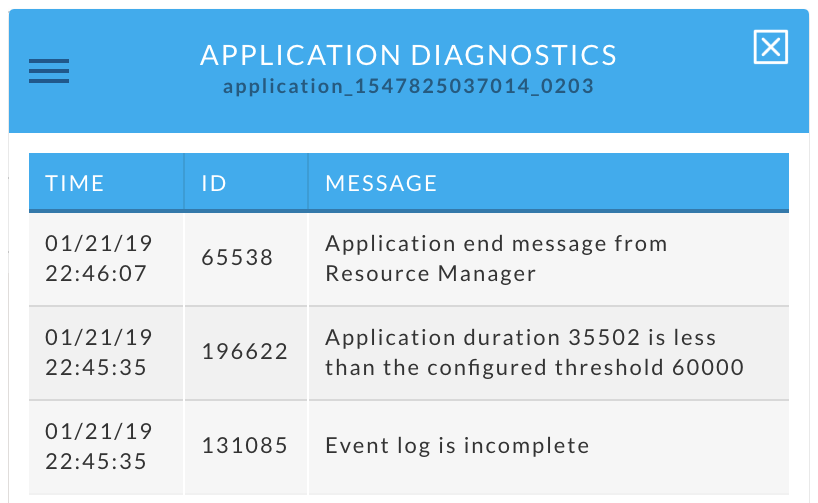 APPLICATION DIAGNOSTICS
application_1547825037014_0203
TIME ID MESSAGE
01/21/19
22:46:07
65538
Application end message from
Resource Manager
01/21/19
22:45:35
196622
Application duration 35502 is less
than the configured threshold 60000
01/21/19
22:45:35
131085
Event log is incomplete